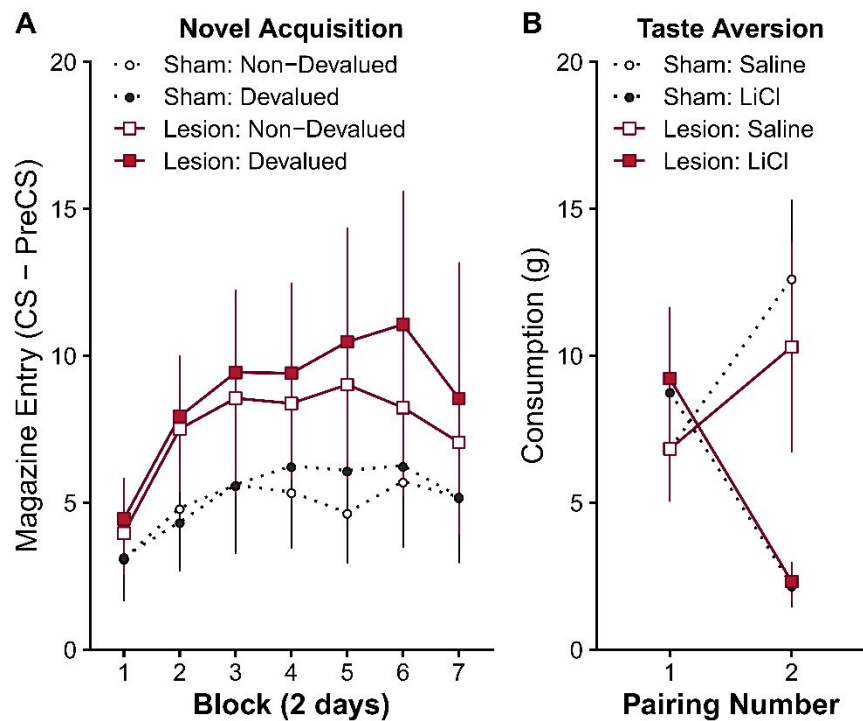 A
Novel Acquisition
20
15
10
5
0
Magazine Entry (CS − PreCS)
Sham: Non−Devalued
Sham: Devalued
Lesion: Non−Devalued
Lesion: Devalued
1 2 3 4 5 6 7
Block (2 days)
B
Taste Aversion
20
15
10
5
0
Consumption (g)
Sham: Saline
Sham: LiCl
Lesion: Saline
Lesion: LiCl
1 2
Pairing Number